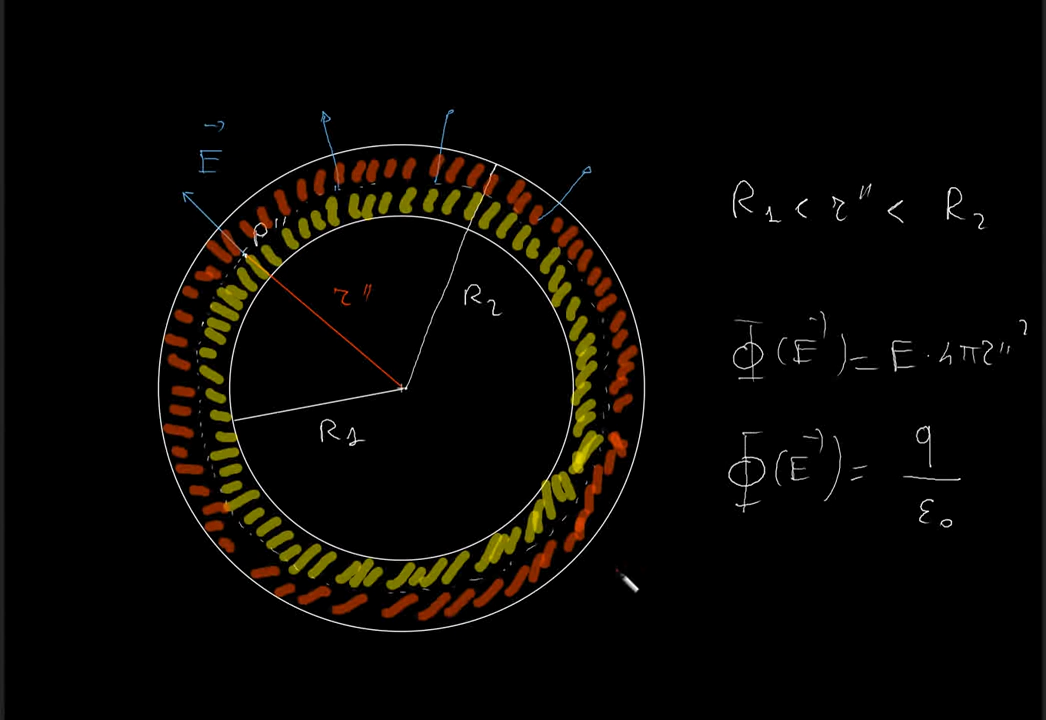 E⃗
P"
r"
R₂
R₁
R₁ < r" < R₂
Φ(E⃗) = E · 4πr"²
Φ(E⃗) = q/ε₀